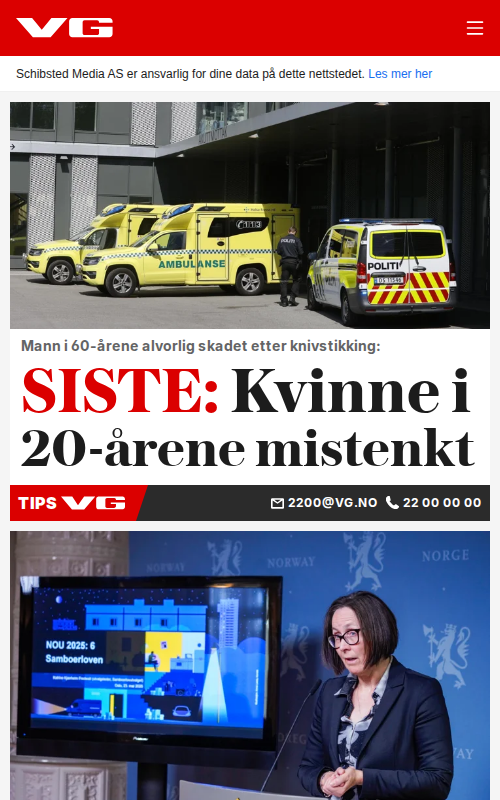 VG
Schibsted Media AS er ansvarlig for dine data på dette nettstedet. Les mer her
AMBULANSE
POLITI
POLITI
Mann i 60-årene alvorlig skadet etter knivstikking:
SISTE: Kvinne i
20-årene mistenkt
TIPS VG
2200@VG.NO
22 00 00 00
NORWAY
NORGE
NOU 2025: 6
Samboerloven